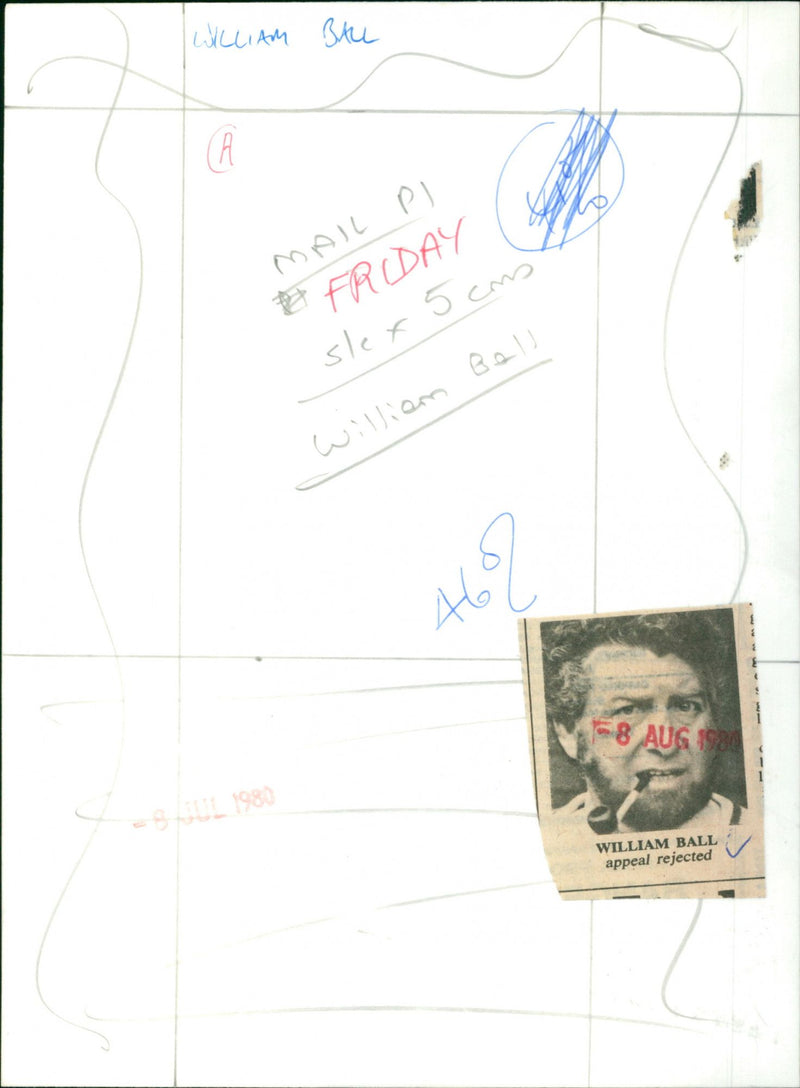 WILLIAM BALL
A
MAIL P1
FRIDAY
s/c x 5 cms
William Ball
-8 AUG 1980
-8 JUL 1980
WILLIAM BALL
appeal rejected